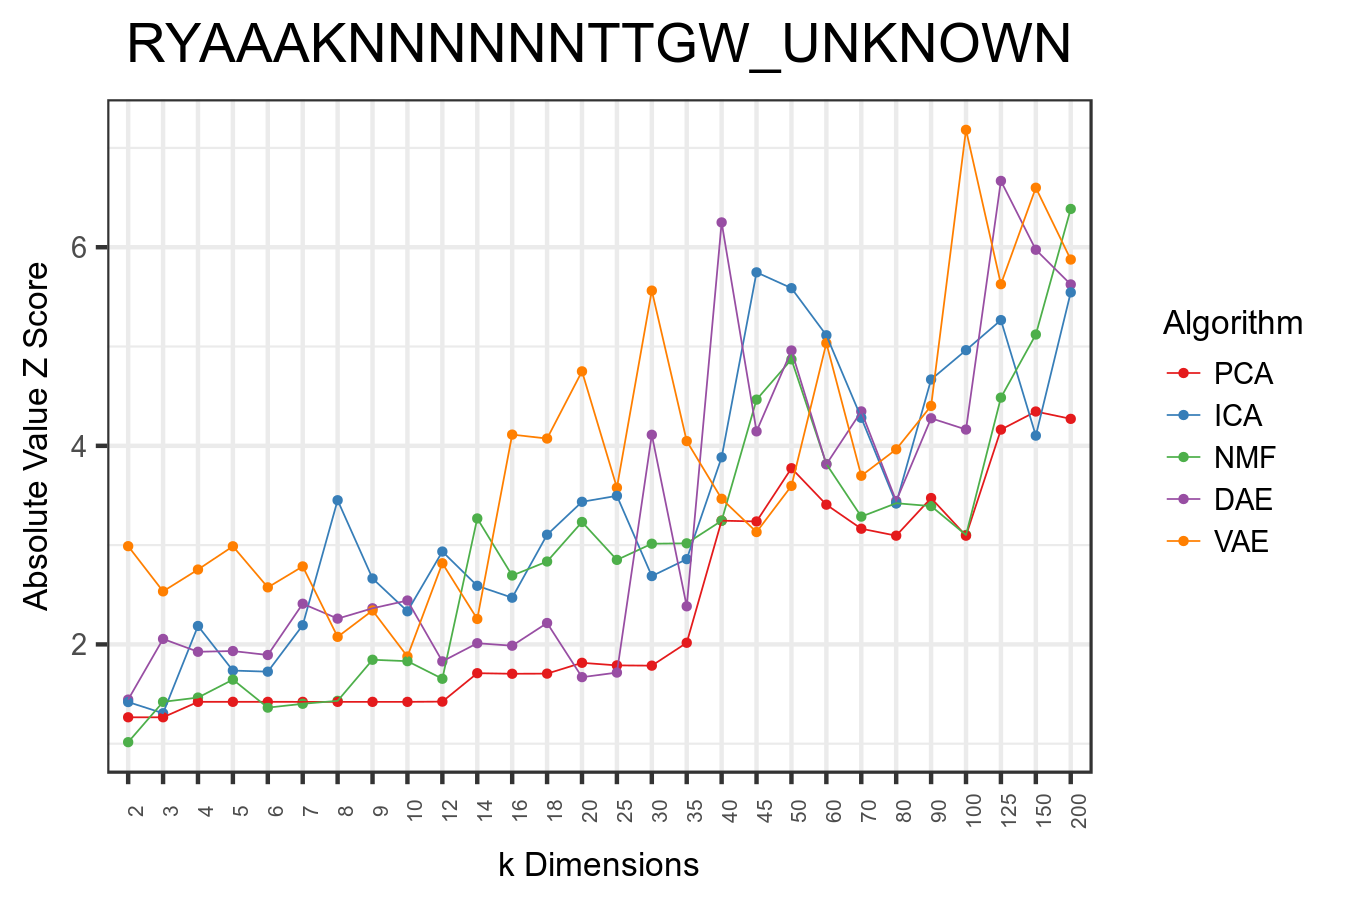 RYAAAKNNNNNNTTGW_UNKNOWN
Absolute Value Z Score
6
4
2
2 3 4 5 6 7 8 9 10 12 14 16 18 20 25 30 35 40 45 50 60 70 80 90 100 125 150 200
k Dimensions
Algorithm
PCA
ICA
NMF
DAE
VAE